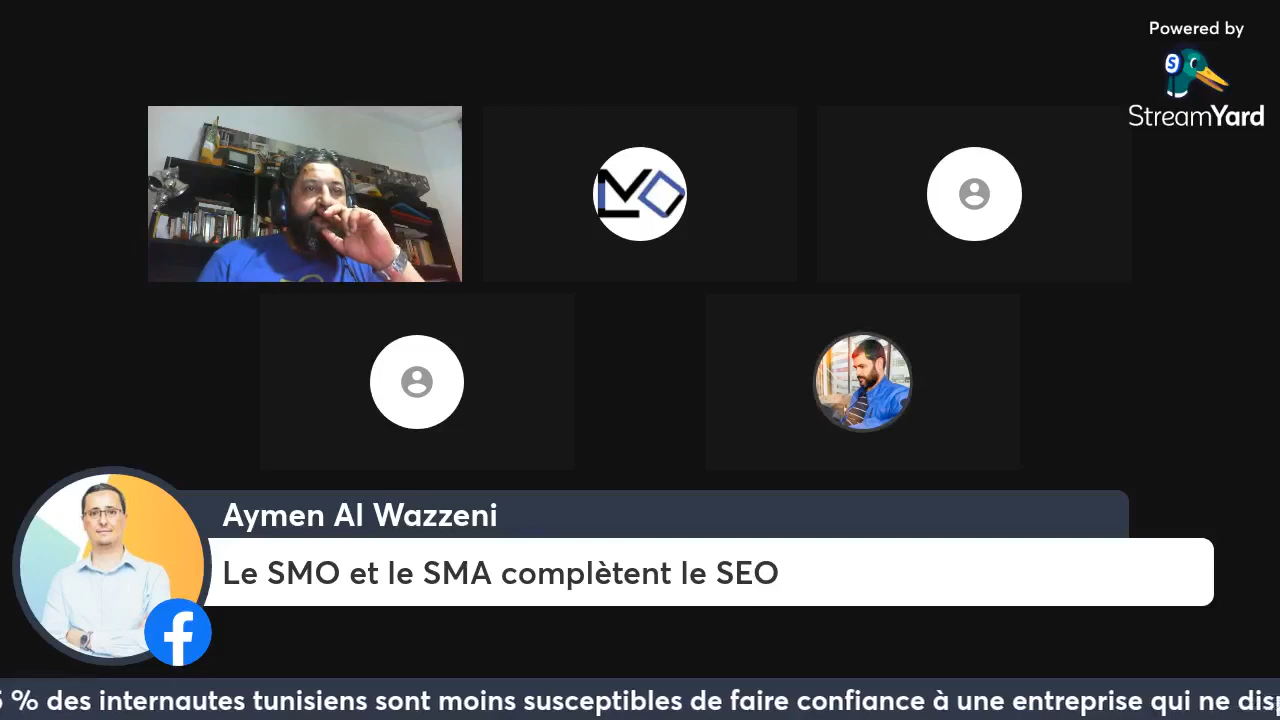 Powered by
S
StreamYard
Aymen Al Wazzeni
Le SMO et le SMA complètent le SEO
% des internautes tunisiens sont moins susceptibles de faire confiance à une entreprise qui ne